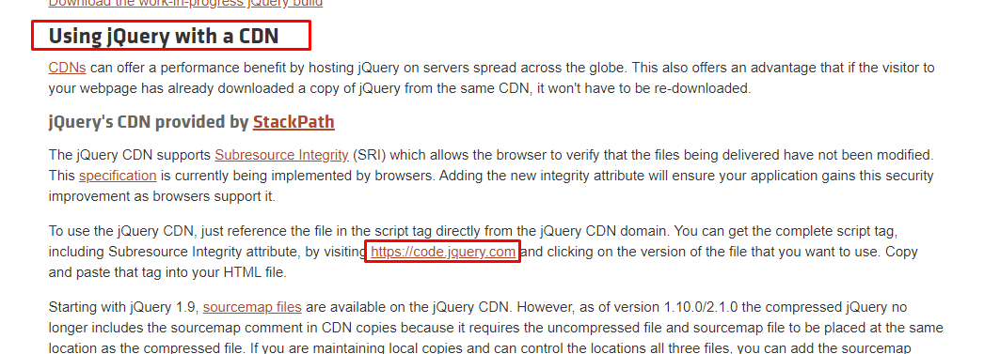 Download the work-in-progress jQuery build
Using jQuery with a CDN
CDNs can offer a performance benefit by hosting jQuery on servers spread across the globe. This also offers an advantage that if the visitor to
your webpage has already downloaded a copy of jQuery from the same CDN, it won't have to be re-downloaded.
jQuery's CDN provided by StackPath
The jQuery CDN supports Subresource Integrity (SRI) which allows the browser to verify that the files being delivered have not been modified.
This specification is currently being implemented by browsers. Adding the new integrity attribute will ensure your application gains this security
improvement as browsers support it.
To use the jQuery CDN, just reference the file in the script tag directly from the jQuery CDN domain. You can get the complete script tag,
including Subresource Integrity attribute, by visiting https://code.jquery.com and clicking on the version of the file that you want to use. Copy
and paste that tag into your HTML file.
Starting with jQuery 1.9, sourcemap files are available on the jQuery CDN. However, as of version 1.10.0/2.1.0 the compressed jQuery no
longer includes the sourcemap comment in CDN copies because it requires the uncompressed file and sourcemap file to be placed at the same
location as the compressed file. If you are maintaining local copies and can control the locations all three files, you can add the sourcemap